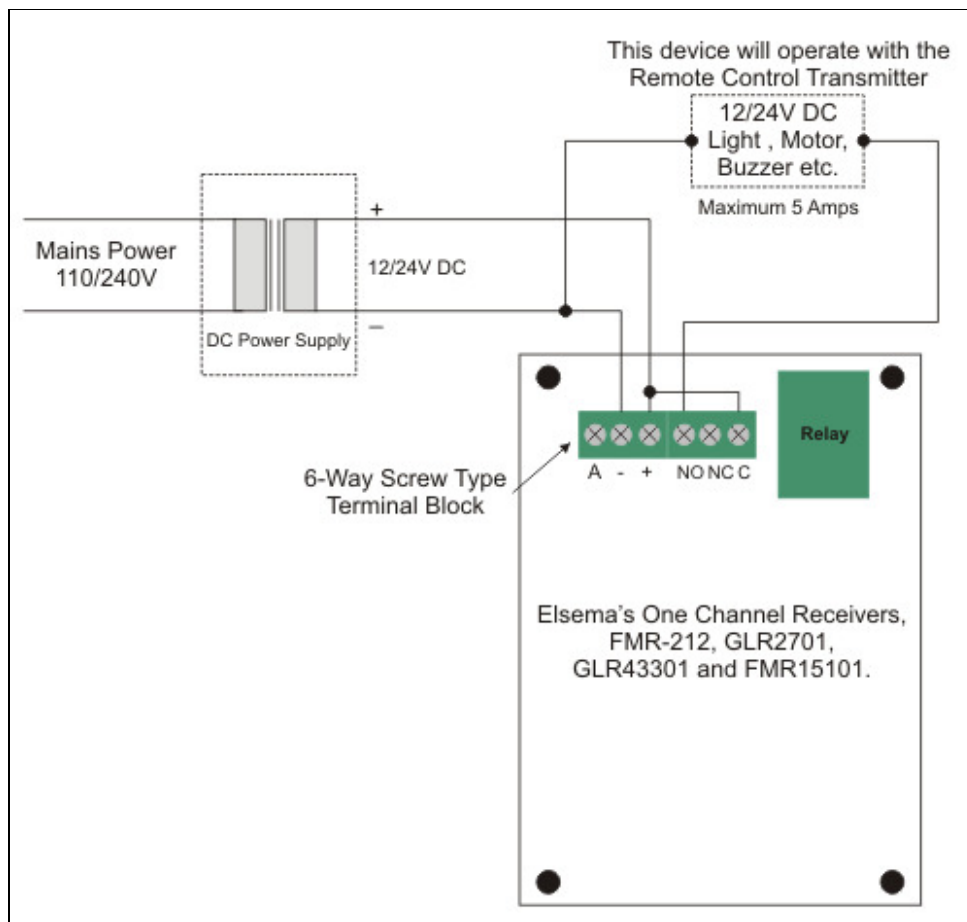 This device will operate with the
Remote Control Transmitter
12/24V DC
Light , Motor,
Buzzer etc.
Maximum 5 Amps
+
Mains Power
110/240V
12/24V DC
–
DC Power Supply
Relay
A - + NO NC C
6-Way Screw Type
Terminal Block
Elsema's One Channel Receivers,
FMR-212, GLR2701,
GLR43301 and FMR15101.